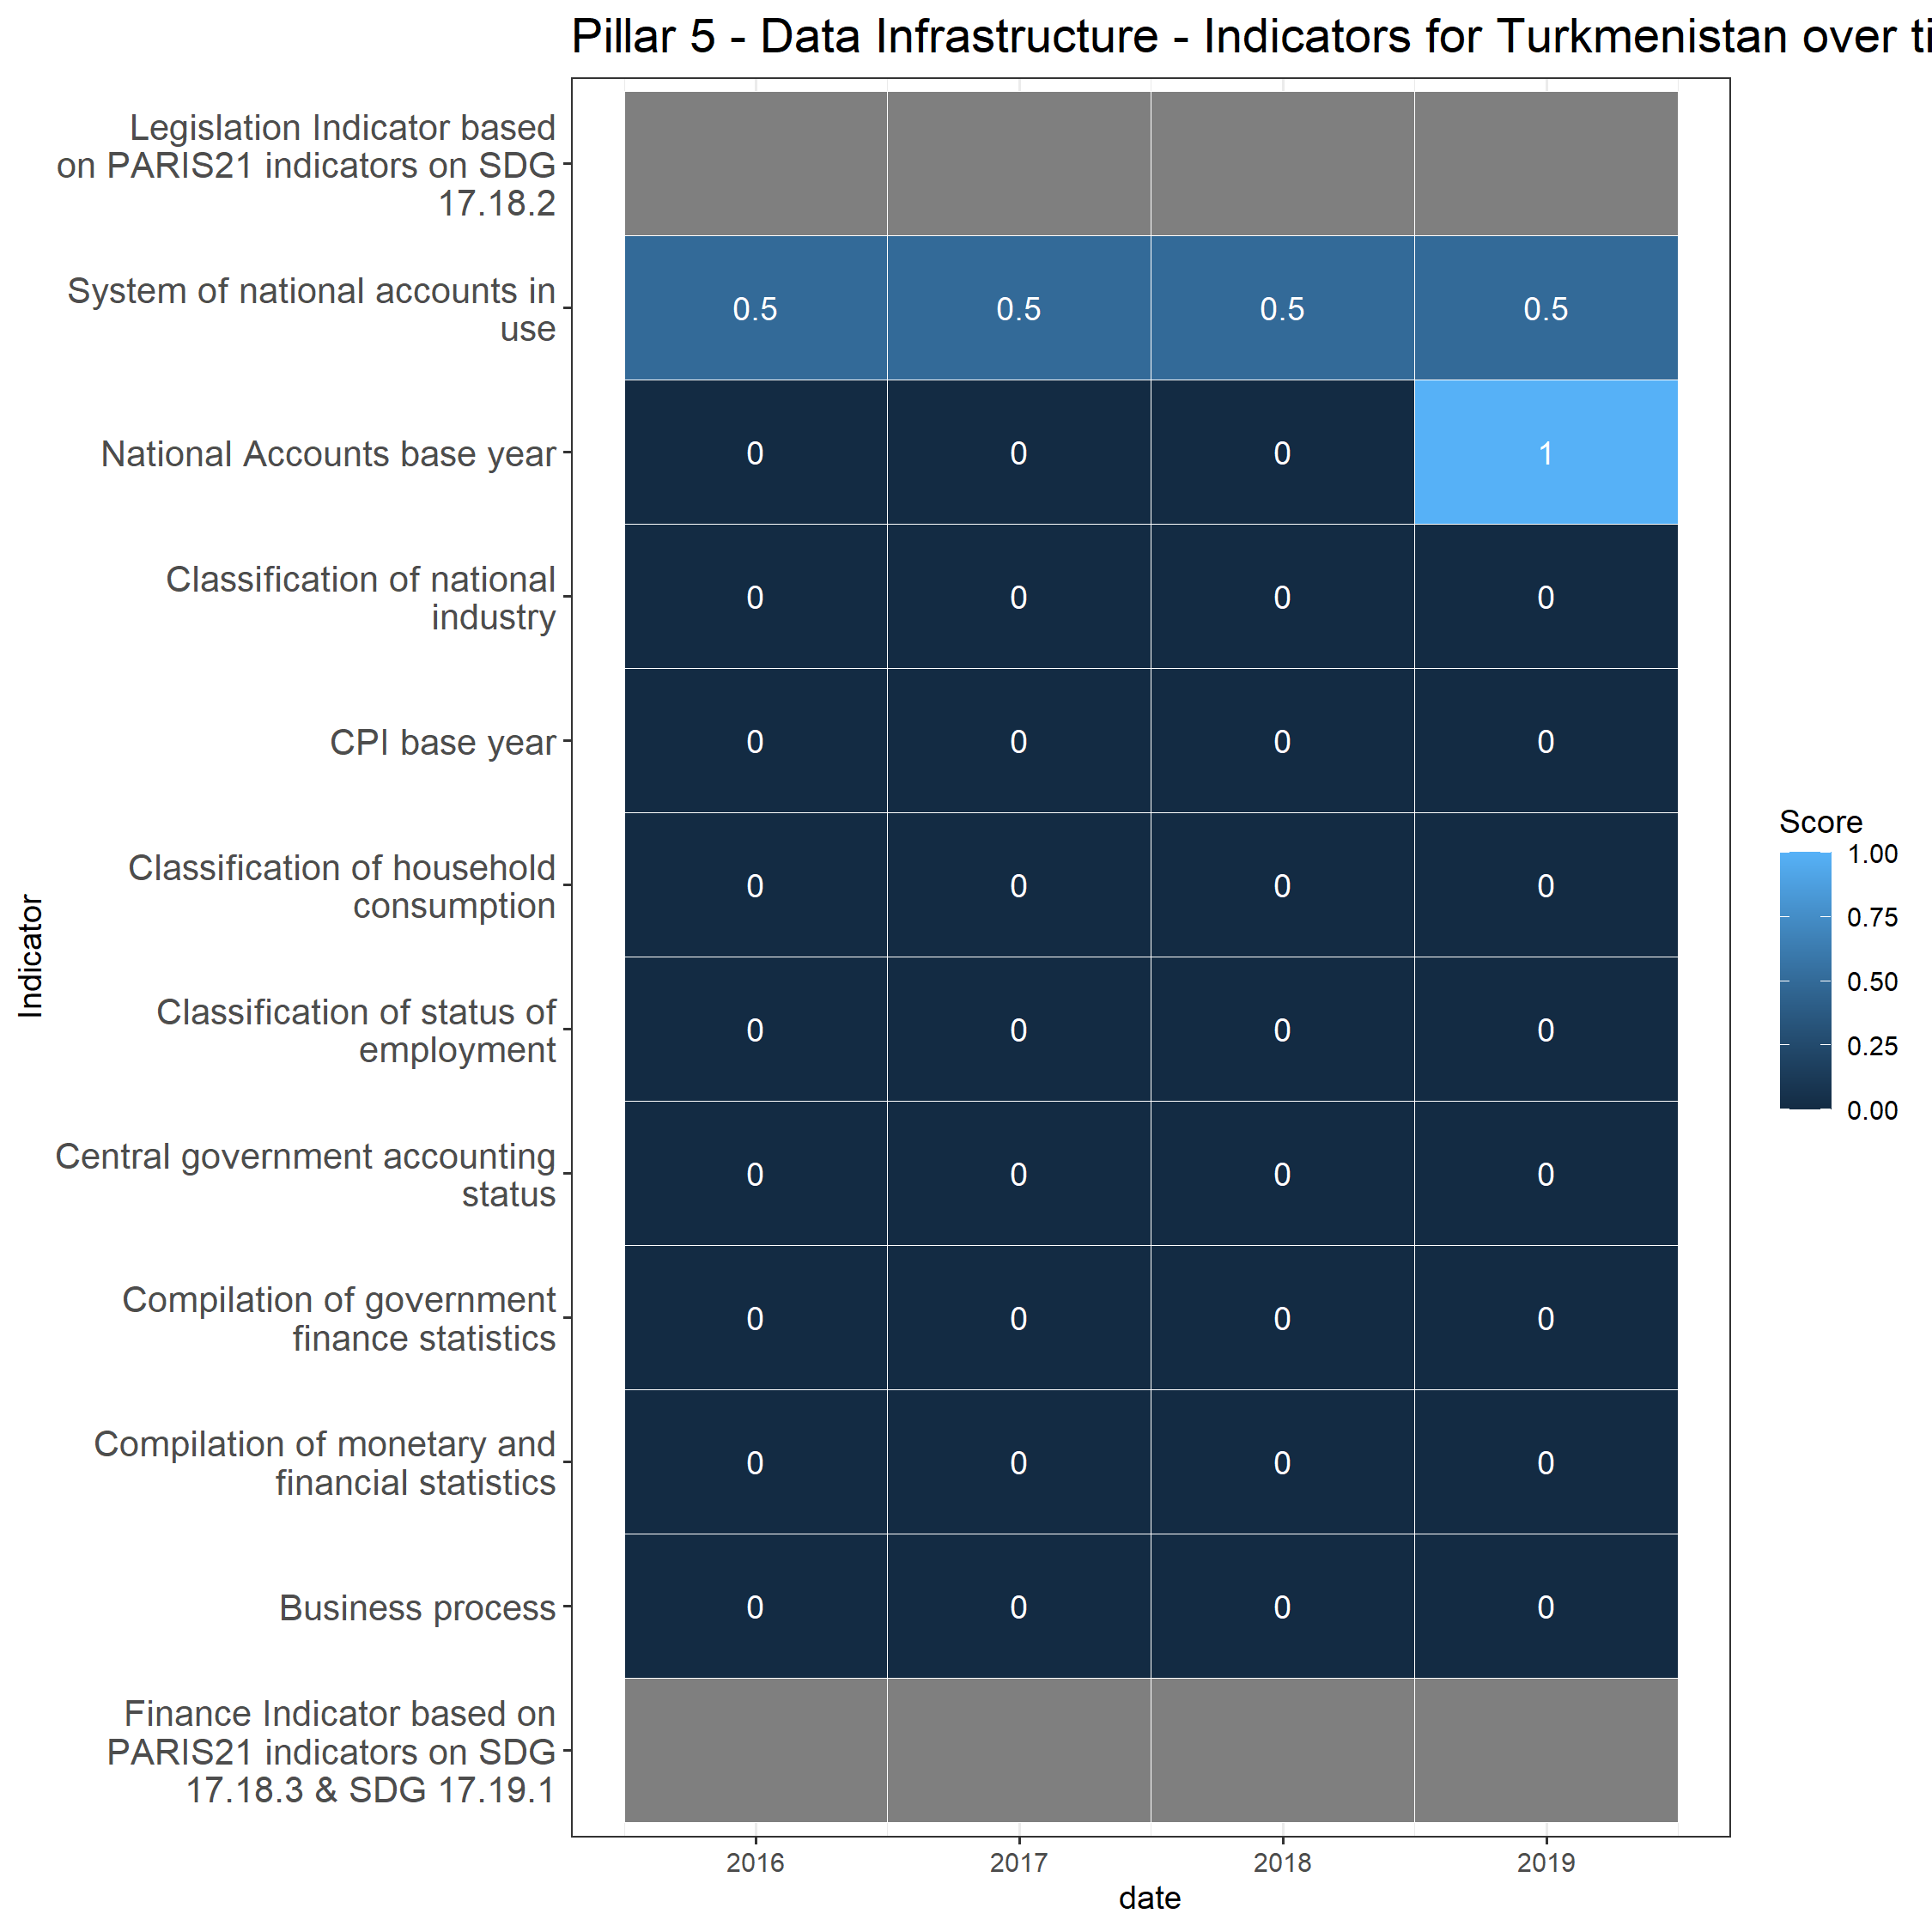 Pillar 5 - Data Infrastructure - Indicators for Turkmenistan over ti
Legislation Indicator based
on PARIS21 indicators on SDG
17.18.2
System of national accounts in
use
0.5 0.5 0.5 0.5
National Accounts base year
0 0 0 1
Classification of national
industry
0 0 0 0
CPI base year
0 0 0 0
Classification of household
consumption
0 0 0 0
Classification of status of
employment
0 0 0 0
Central government accounting
status
0 0 0 0
Compilation of government
finance statistics
0 0 0 0
Compilation of monetary and
financial statistics
0 0 0 0
Business process
0 0 0 0
Finance Indicator based on
PARIS21 indicators on SDG
17.18.3 & SDG 17.19.1
2016 2017 2018 2019
date
Indicator
Score
1.00
0.75
0.50
0.25
0.00